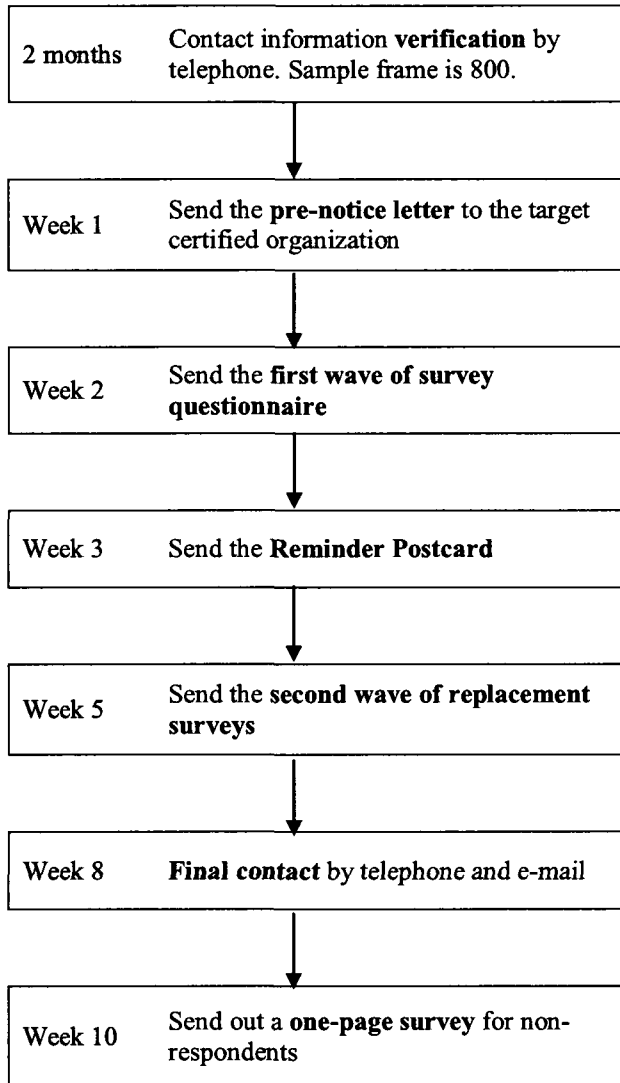 2 months
Contact information verification by
telephone. Sample frame is 800.
Week 1
Send the pre-notice letter to the target
certified organization
Week 2
Send the first wave of survey
questionnaire
Week 3
Send the Reminder Postcard
Week 5
Send the second wave of replacement
surveys
Week 8
Final contact by telephone and e-mail
Week 10
Send out a one-page survey for non-
respondents